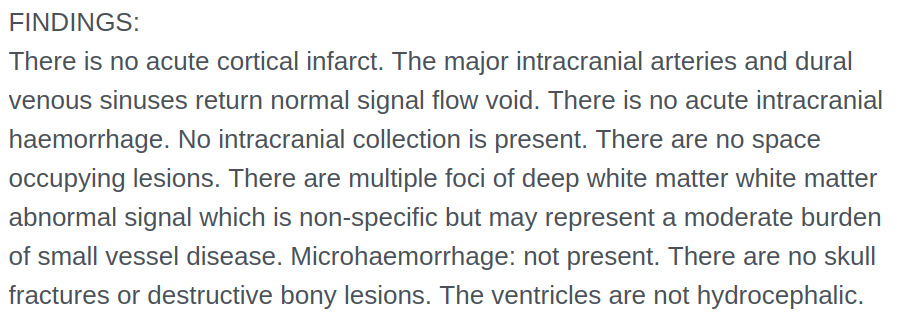 FINDINGS:
There is no acute cortical infarct. The major intracranial arteries and dural
venous sinuses return normal signal flow void. There is no acute intracranial
haemorrhage. No intracranial collection is present. There are no space
occupying lesions. There are multiple foci of deep white matter white matter
abnormal signal which is non-specific but may represent a moderate burden
of small vessel disease. Microhaemorrhage: not present. There are no skull
fractures or destructive bony lesions. The ventricles are not hydrocephalic.